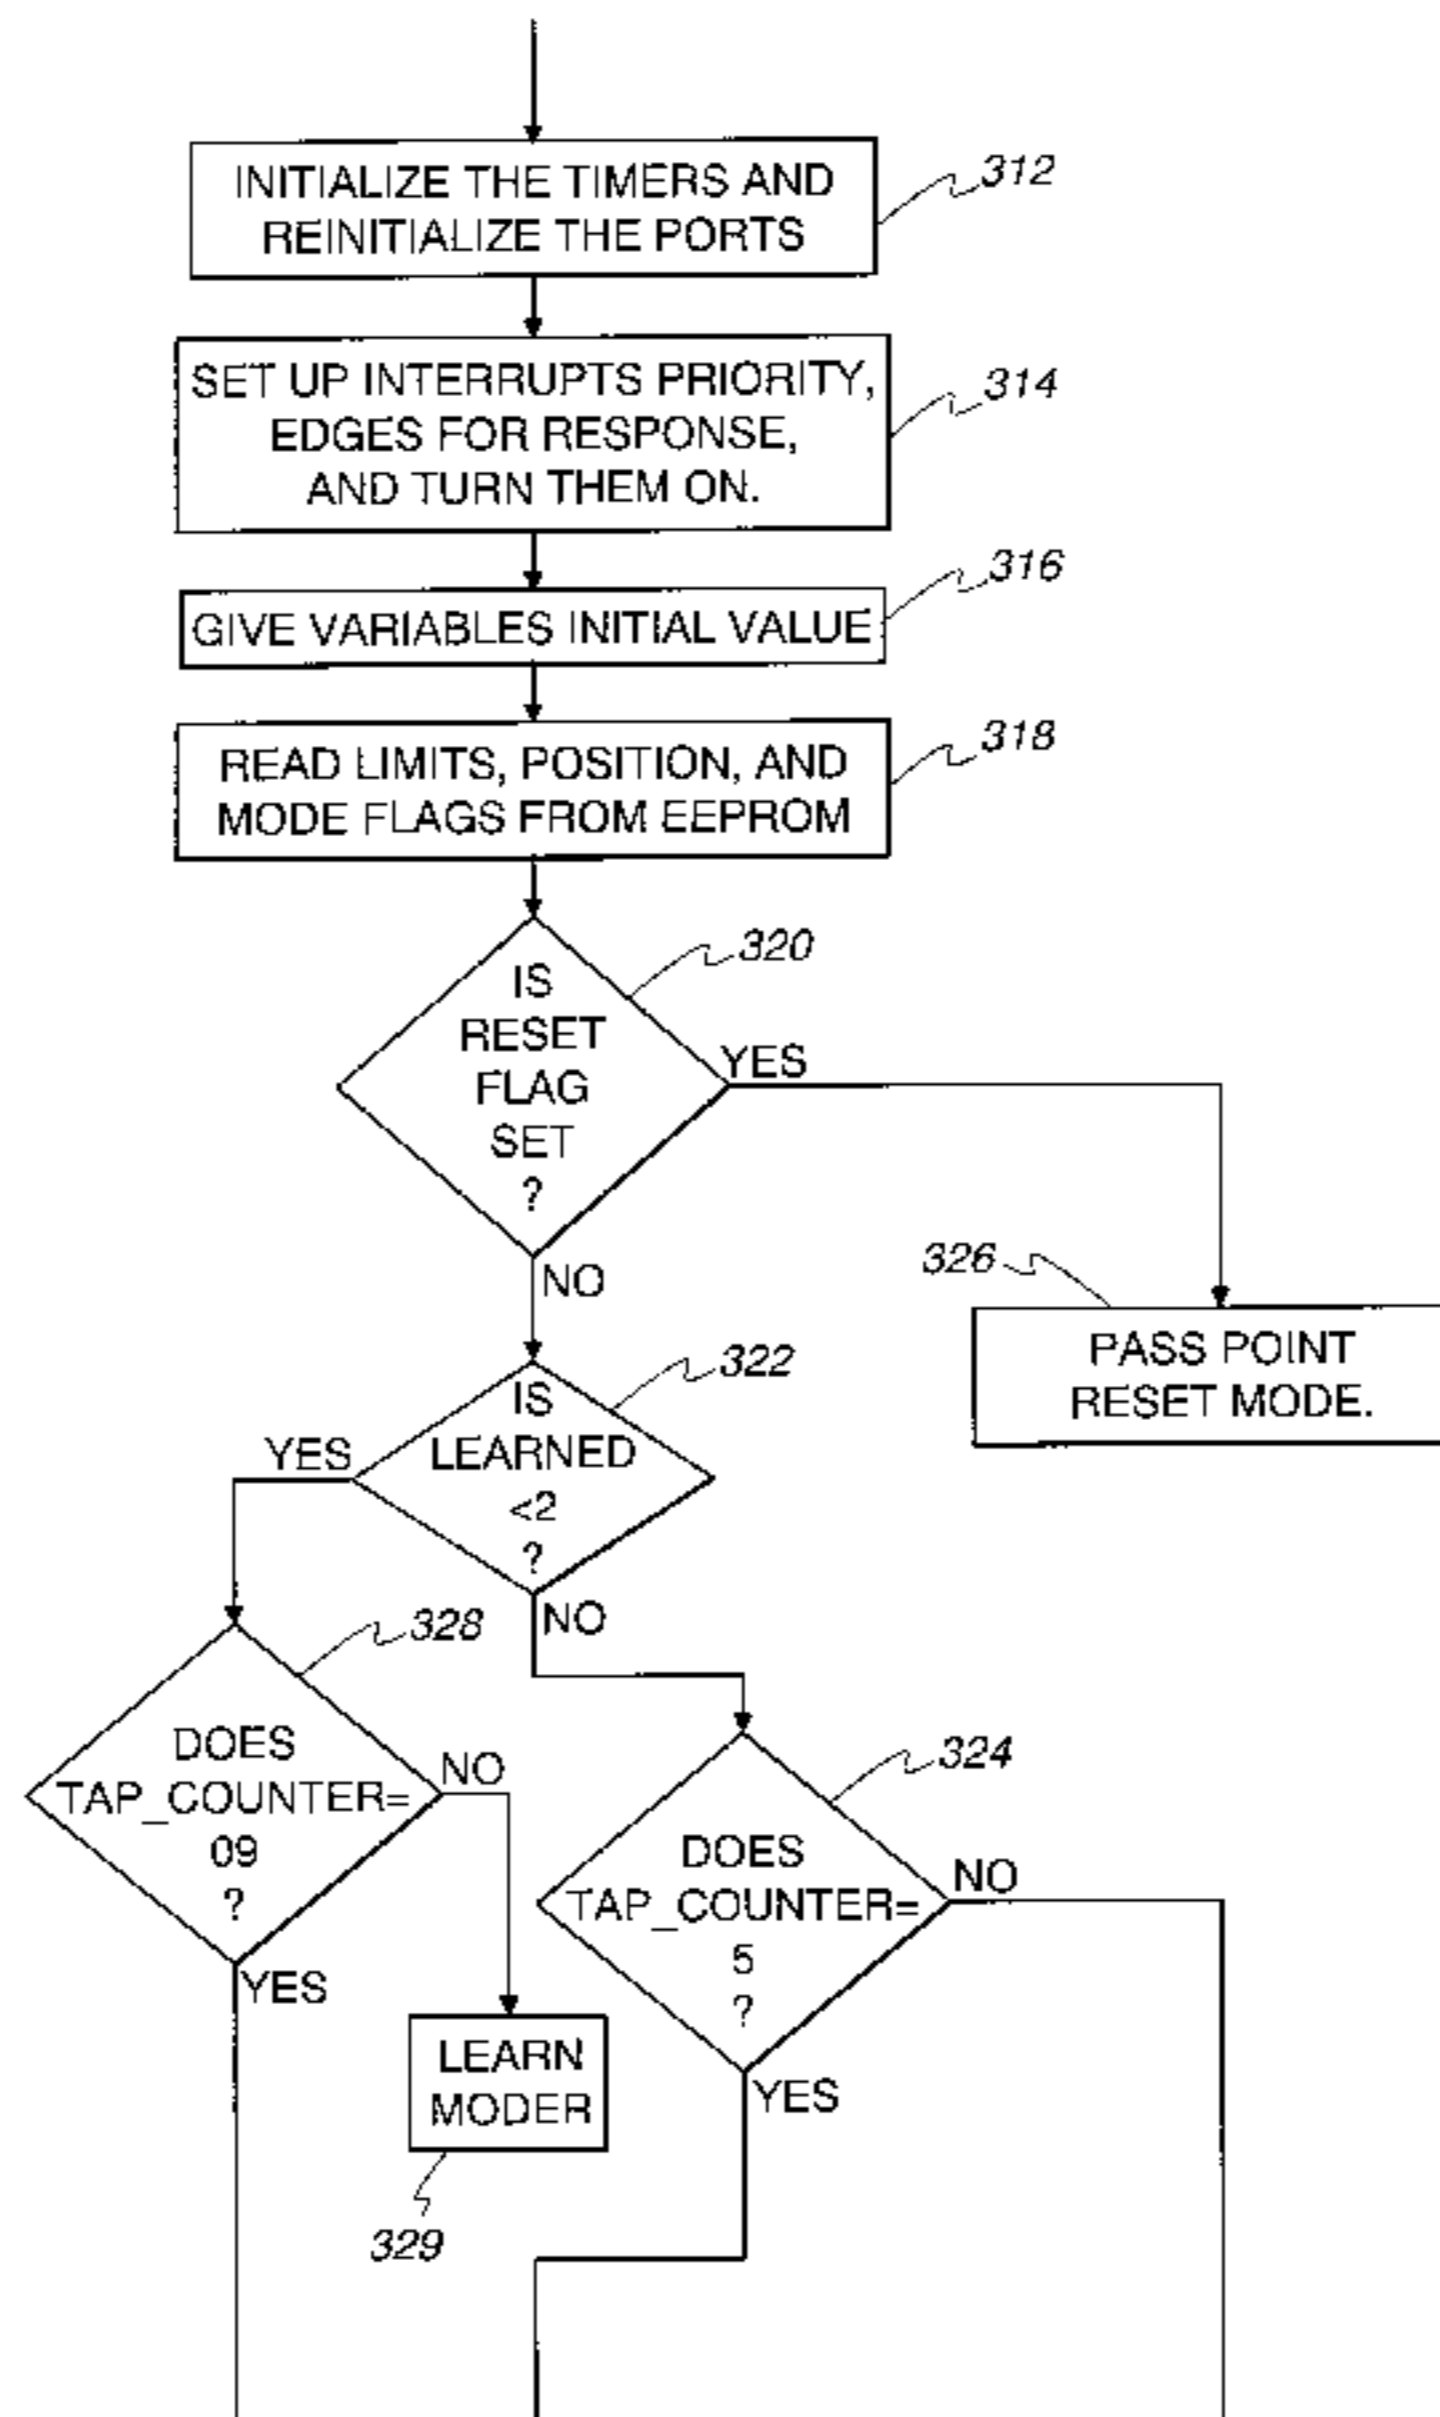 INITIALIZE THE TIMERS AND
REINITIALIZE THE PORTS
312
SET UP INTERRUPTS PRIORITY,
EDGES FOR RESPONSE,
AND TURN THEM ON.
314
316
GIVE VARIABLES INITIAL VALUE
318
READ LIMITS, POSITION, AND
MODE FLAGS FROM EEPROM
320
IS
RESET
FLAG
SET
?
YES
NO
326
PASS POINT
RESET MODE.
322
IS
LEARNED
<2
?
YES
NO
328
DOES
TAP_COUNTER=
09
?
NO
YES
324
DOES
TAP_COUNTER=
5
?
NO
YES
LEARN
MODER
329